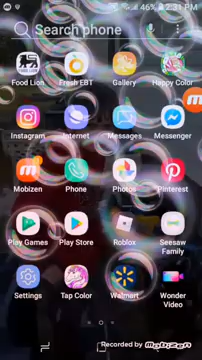 46% 2:31 PM
Search phone
Food Lion Fresh EBT Gallery Happy Color
Instagram Internet Messages Messenger
Mobizen Phone Photos Pinterest
Play Games Play Store Roblox Seesaw Family
Settings Tap Color Walmart Wonder Video
Recorded by Mobizen